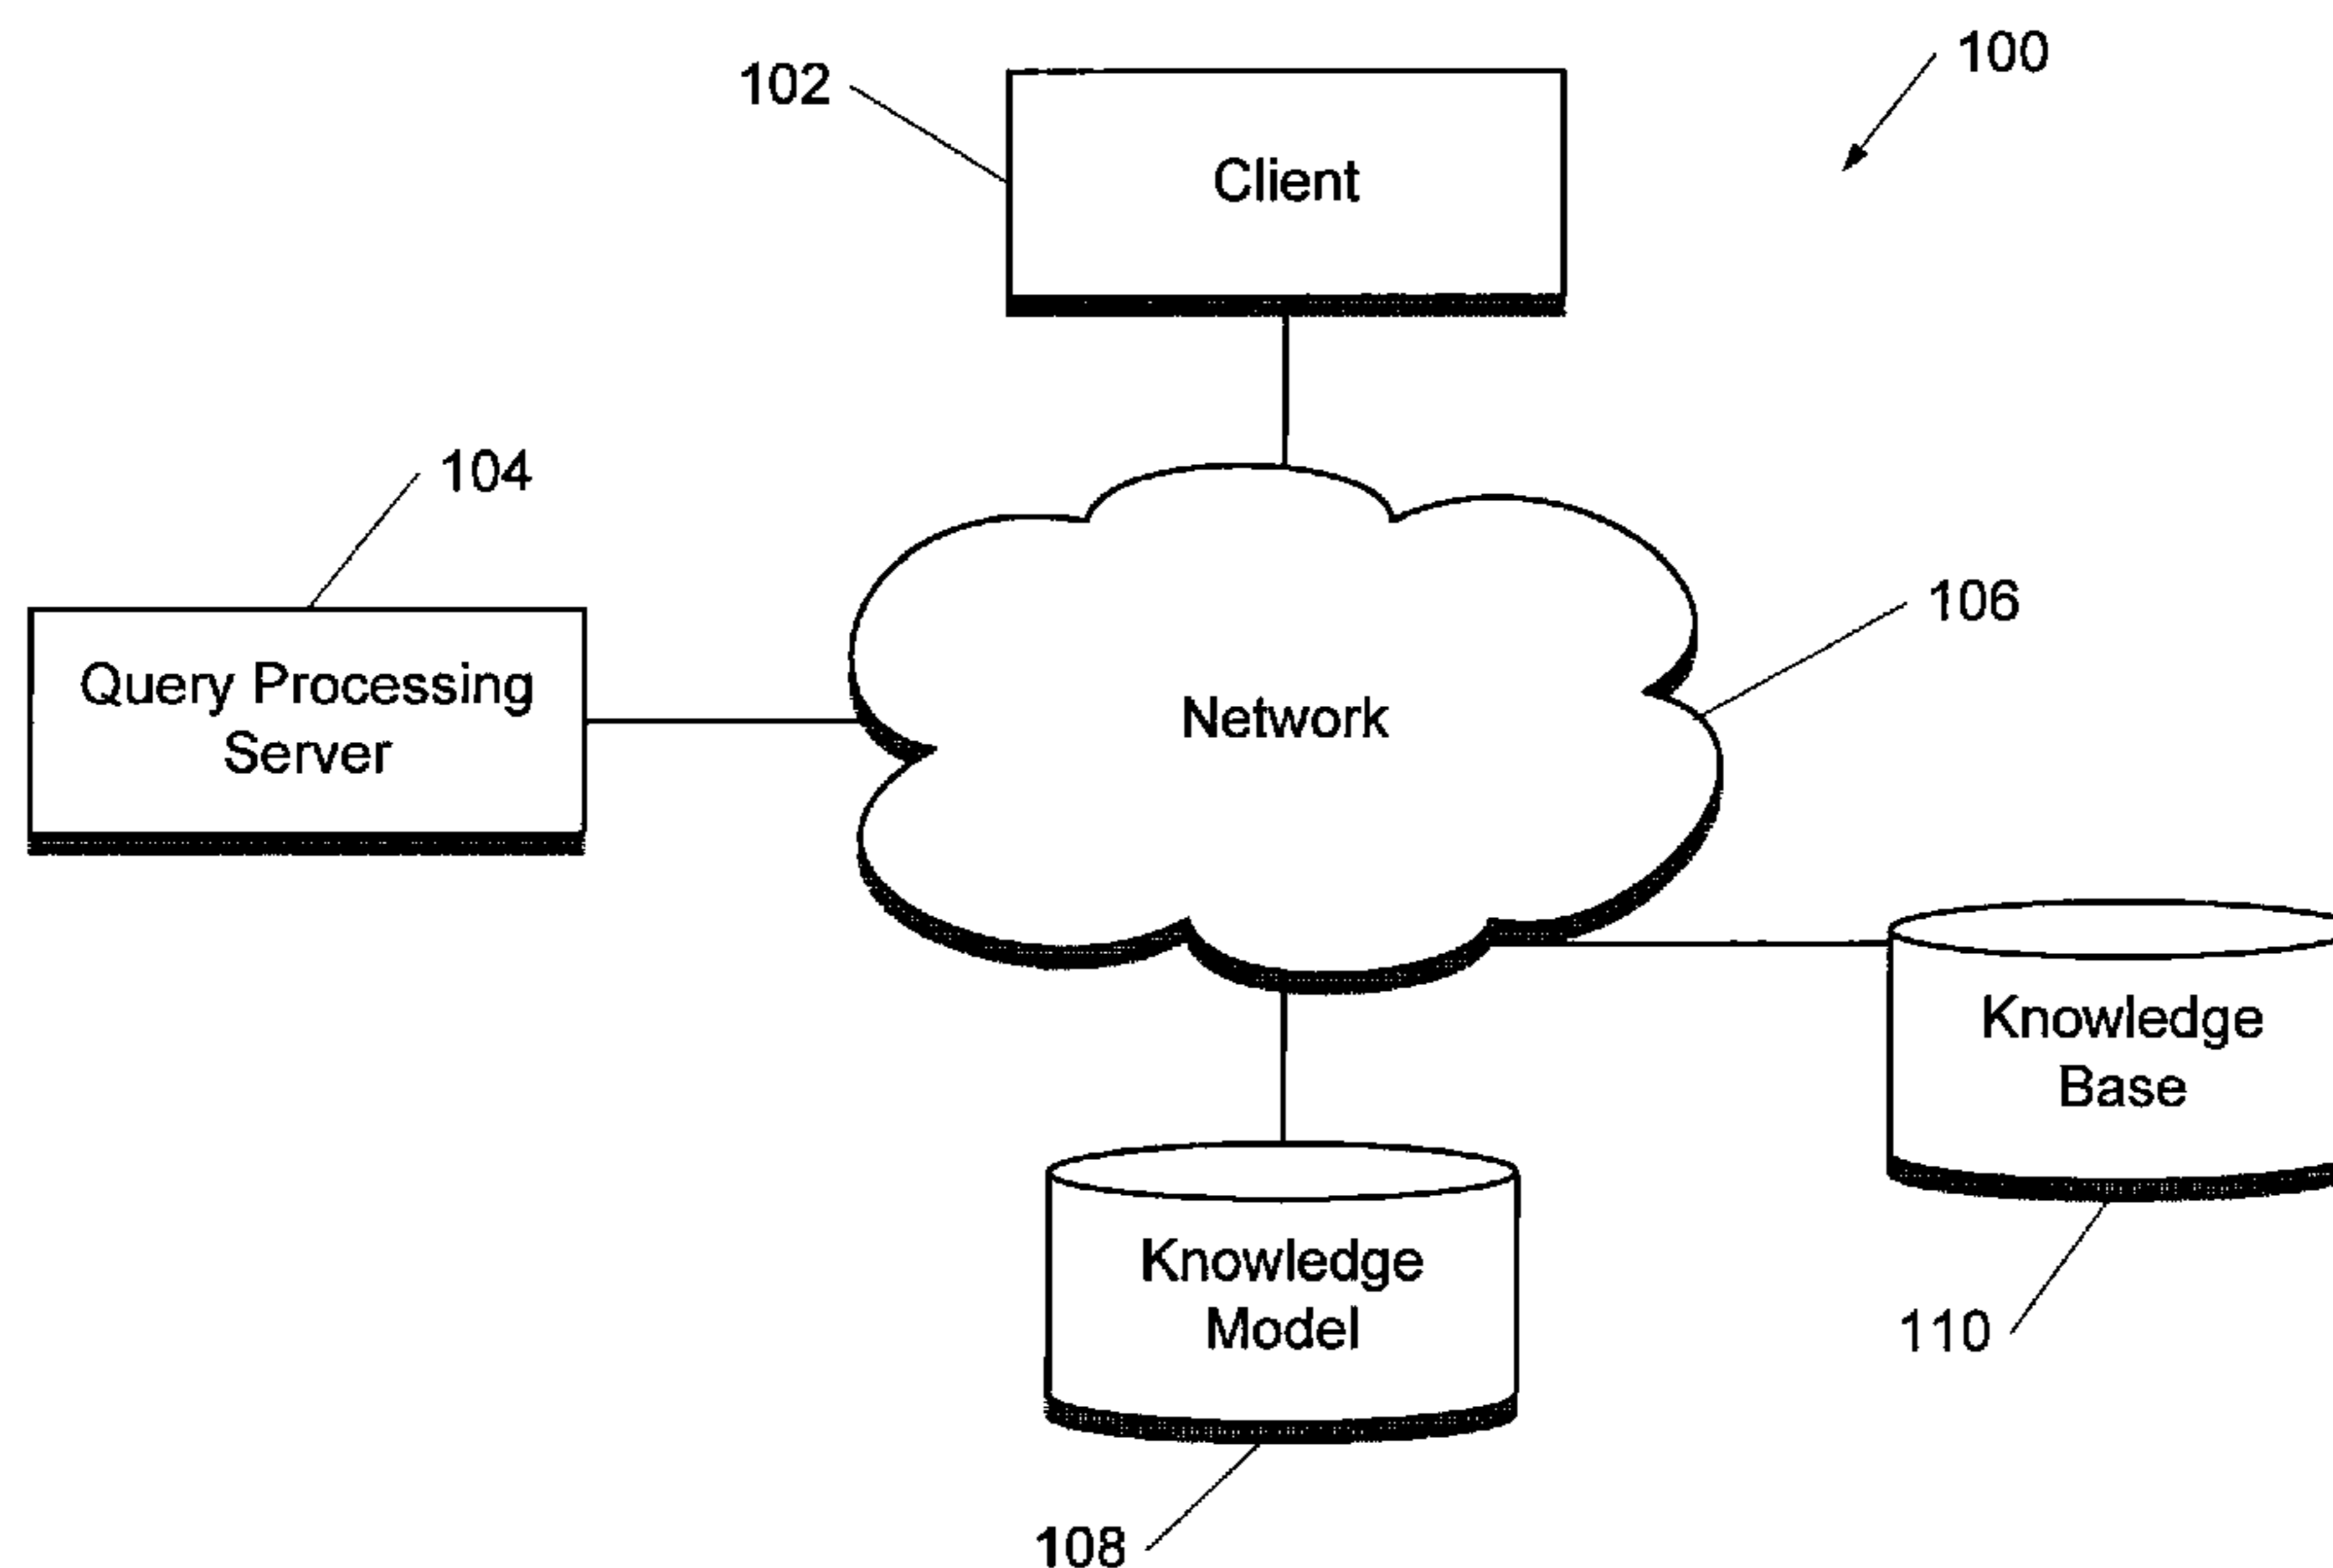 100
102
Client
104
106
Query Processing
Server
Network
Knowledge
Base
Knowledge
Model
110
108